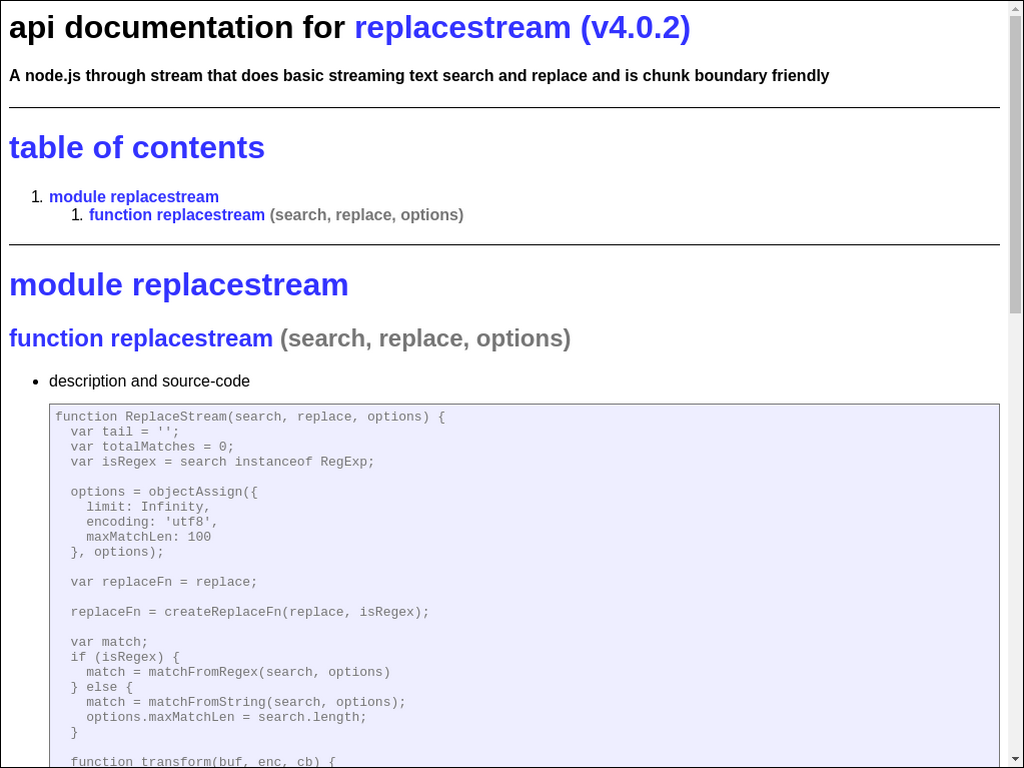 api documentation for replacestream (v4.0.2)
A node.js through stream that does basic streaming text search and replace and is chunk boundary friendly
table of contents
1. module replacestream
1. function replacestream (search, replace, options)
module replacestream
function replacestream (search, replace, options)
• description and source-code
function ReplaceStream(search, replace, options) {
  var tail = '';
  var totalMatches = 0;
  var isRegex = search instanceof RegExp;

  options = objectAssign({
    limit: Infinity,
    encoding: 'utf8',
    maxMatchLen: 100
  }, options);

  var replaceFn = replace;

  replaceFn = createReplaceFn(replace, isRegex);

  var match;
  if (isRegex) {
    match = matchFromRegex(search, options)
  } else {
    match = matchFromString(search, options);
    options.maxMatchLen = search.length;
  }

  function transform(buf, enc, cb) {